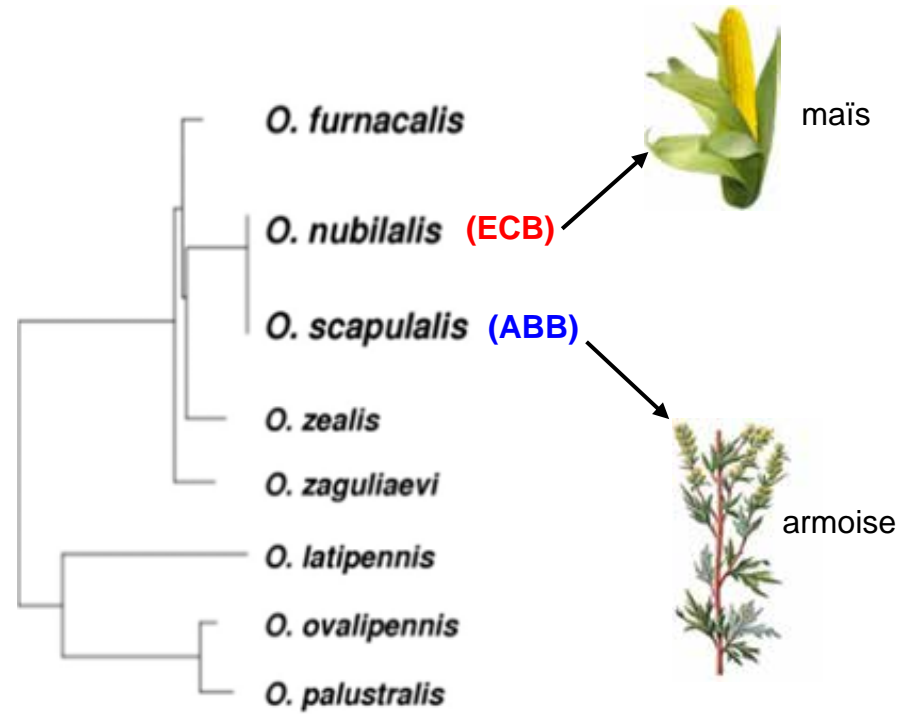 maïs
O. furnacalis
O. nubilalis (ECB)
O. scapulalis (ABB)
O. zealis
O. zaguliaevi
armoise
O. latipennis
O. ovalipennis
O. palustralis